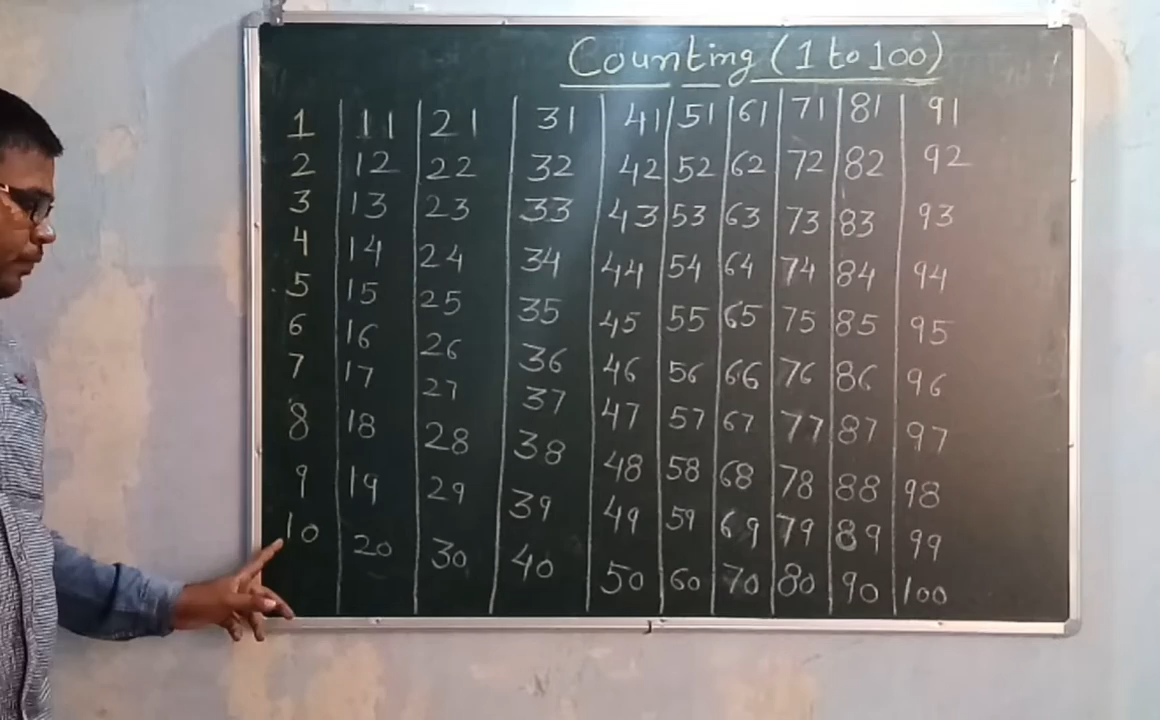 Counting (1 to 100)
1 11 21 31 41 51 61 71 81 91
2 12 22 32 42 52 62 72 82 92
3 13 23 33 43 53 63 73 83 93
4 14 24 34 44 54 64 74 84 94
5 15 25 35 45 55 65 75 85 95
6 16 26 36 46 56 66 76 86 96
7 17 27 37 47 57 67 77 87 97
8 18 28 38 48 58 68 78 88 98
9 19 29 39 49 59 69 79 89 99
10 20 30 40 50 60 70 80 90 100